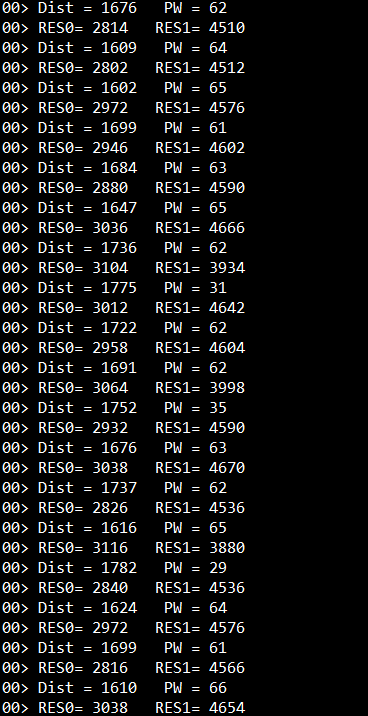 00> Dist = 1676   PW = 62
00> RES0= 2814   RES1= 4510
00> Dist = 1609   PW = 64
00> RES0= 2802   RES1= 4512
00> Dist = 1602   PW = 65
00> RES0= 2972   RES1= 4576
00> Dist = 1699   PW = 61
00> RES0= 2946   RES1= 4602
00> Dist = 1684   PW = 63
00> RES0= 2880   RES1= 4590
00> Dist = 1647   PW = 65
00> RES0= 3036   RES1= 4666
00> Dist = 1736   PW = 62
00> RES0= 3104   RES1= 3934
00> Dist = 1775   PW = 31
00> RES0= 3012   RES1= 4642
00> Dist = 1722   PW = 62
00> RES0= 2958   RES1= 4604
00> Dist = 1691   PW = 62
00> RES0= 3064   RES1= 3998
00> Dist = 1752   PW = 35
00> RES0= 2932   RES1= 4590
00> Dist = 1676   PW = 63
00> RES0= 3038   RES1= 4670
00> Dist = 1737   PW = 62
00> RES0= 2826   RES1= 4536
00> Dist = 1616   PW = 65
00> RES0= 3116   RES1= 3880
00> Dist = 1782   PW = 29
00> RES0= 2840   RES1= 4536
00> Dist = 1624   PW = 64
00> RES0= 2972   RES1= 4576
00> Dist = 1699   PW = 61
00> RES0= 2816   RES1= 4566
00> Dist = 1610   PW = 66
00> RES0= 3038   RES1= 4654